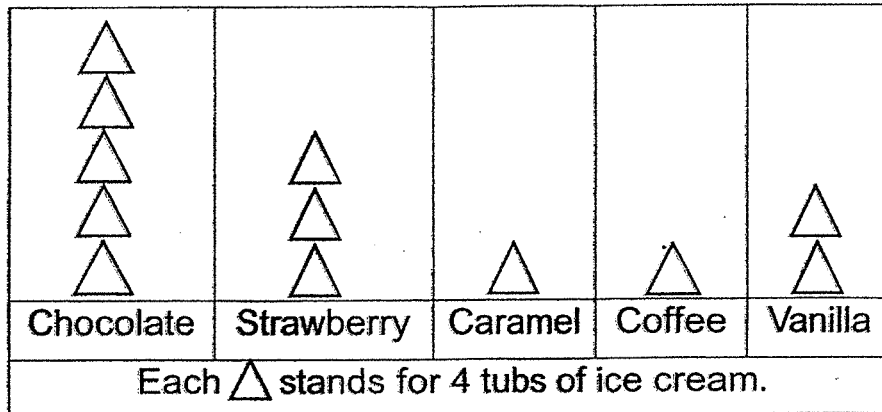 Chocolate Strawberry Caramel Coffee Vanilla
Each △ stands for 4 tubs of ice cream.